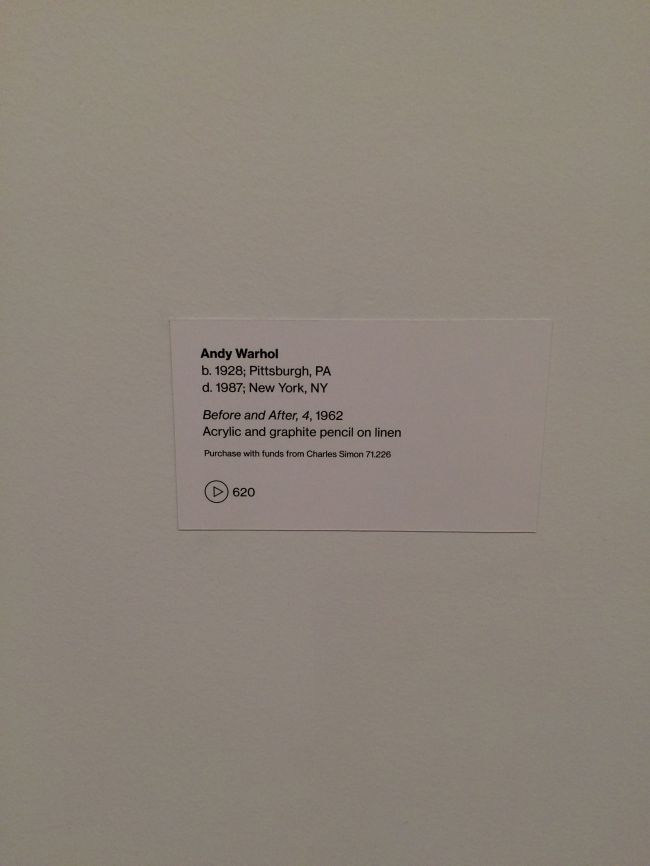 Andy Warhol
b. 1928; Pittsburgh, PA
d. 1987; New York, NY
Before and After, 4, 1962
Acrylic and graphite pencil on linen
Purchase with funds from Charles Simon 71.226
620